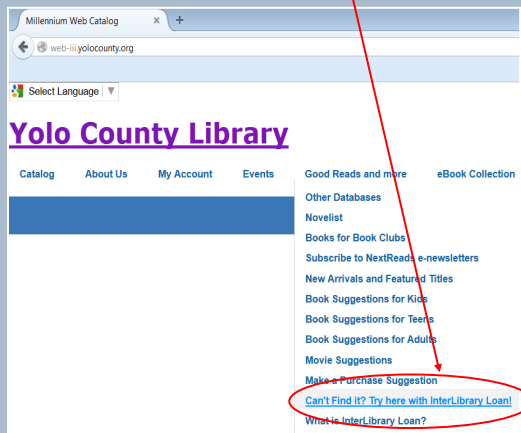 Millennium Web Catalog × +
web-iii.yolocounty.org
Select Language ▼
Yolo County Library
Catalog About Us My Account Events Good Reads and more eBook Collection
Other Databases
Novelist
Books for Book Clubs
Subscribe to NextReads e-newsletters
New Arrivals and Featured Titles
Book Suggestions for Kids
Book Suggestions for Teens
Book Suggestions for Adults
Movie Suggestions
Make a Purchase Suggestion
Can't Find it? Try here with InterLibrary Loan!
What is InterLibrary Loan?